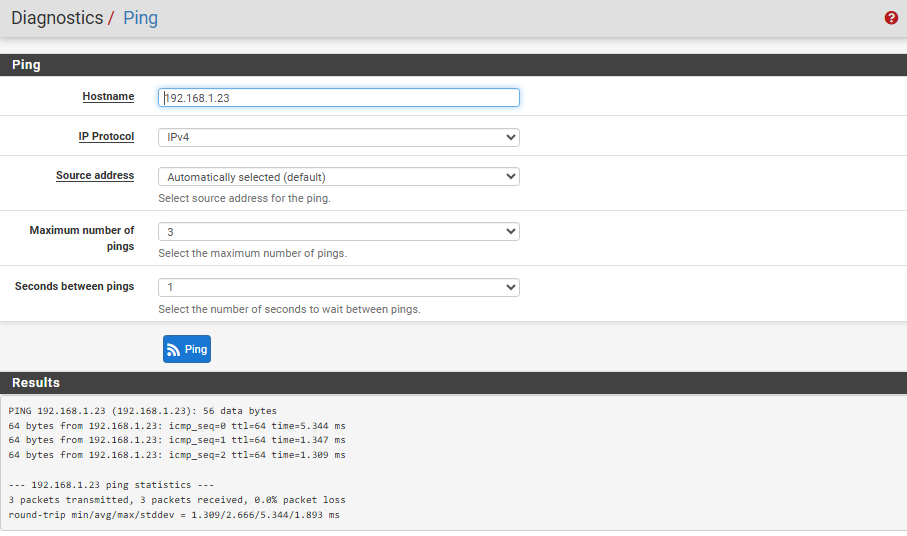 Diagnostics / Ping
Ping
Hostname 192.168.1.23
IP Protocol IPv4
Source address Automatically selected (default)
Select source address for the ping.
Maximum number of pings 3
Select the maximum number of pings.
Seconds between pings 1
Select the number of seconds to wait between pings.
Ping
Results
PING 192.168.1.23 (192.168.1.23): 56 data bytes
64 bytes from 192.168.1.23: icmp_seq=0 ttl=64 time=5.344 ms
64 bytes from 192.168.1.23: icmp_seq=1 ttl=64 time=1.347 ms
64 bytes from 192.168.1.23: icmp_seq=2 ttl=64 time=1.309 ms
--- 192.168.1.23 ping statistics ---
3 packets transmitted, 3 packets received, 0.0% packet loss
round-trip min/avg/max/stddev = 1.309/2.666/5.344/1.893 ms